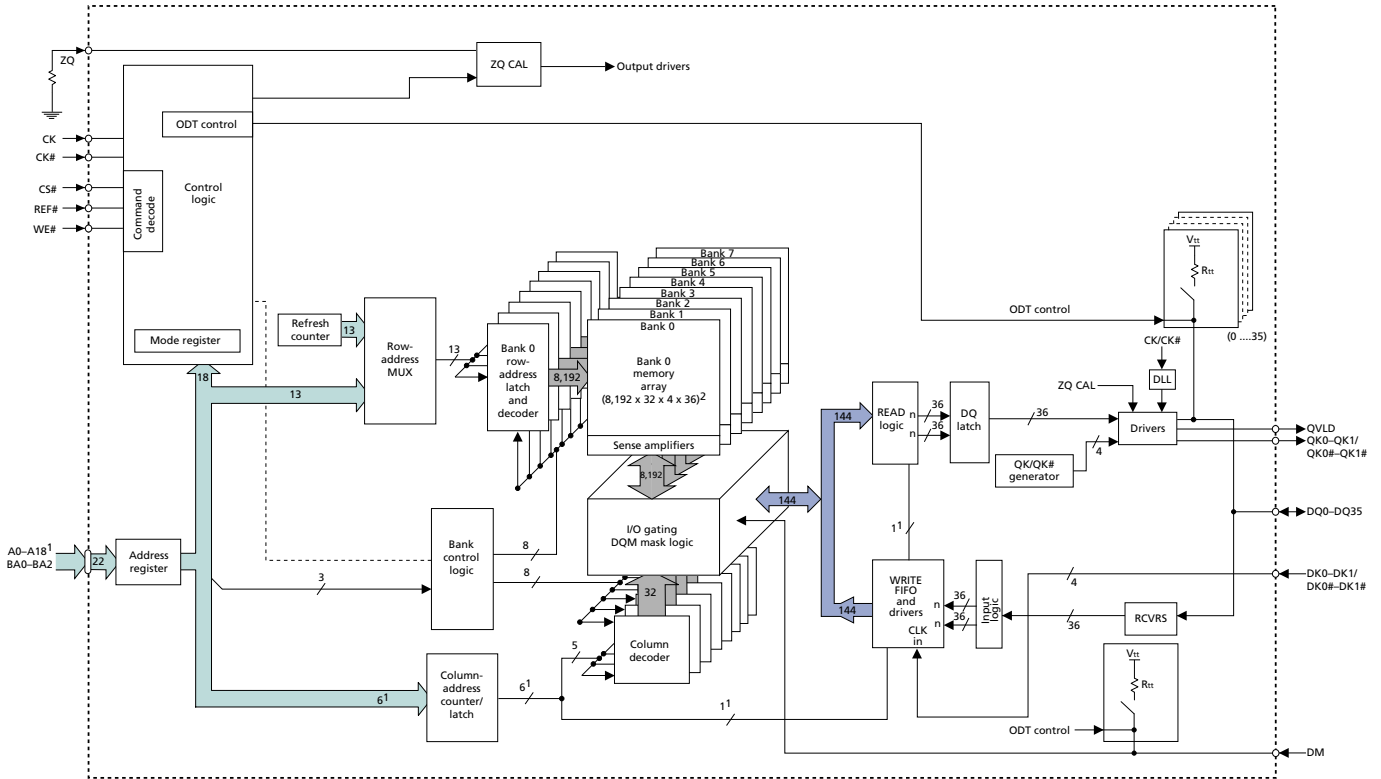 ZQ
ZQ CAL
Output drivers
ODT control
CK
CK#
CS#
REF#
WE#
Command
decode
Control
logic
Mode register
Refresh
counter
13
Row-
address
MUX
13
Bank 0
row-
address
latch
and
decoder
8,192
Bank 7
Bank 6
Bank 5
Bank 4
Bank 3
Bank 2
Bank 1
Bank 0
Bank 0
memory
array
(8,192 x 32 x 4 x 36)2
Sense amplifiers
8,192
18
13
I/O gating
DQM mask logic
32
Column
decoder
5
A0–A181
BA0–BA2
22
Address
register
3
Bank
control
logic
8
8
61
Column-
address
counter/
latch
61
11
144
144
144
READ
logic
n
n
36
36
DQ
latch
36
11
WRITE
FIFO
and
drivers
CLK
in
n
n
36
36
Input
logic
36
RCVRS
4
QK/QK#
generator
4
ZQ CAL
CK/CK#
DLL
Drivers
ODT control
Vtt
Rtt
(0 ....35)
QVLD
QK0–QK1/
QK0#–QK1#
DQ0–DQ35
DK0–DK1/
DK0#–DK1#
Vtt
Rtt
ODT control
DM